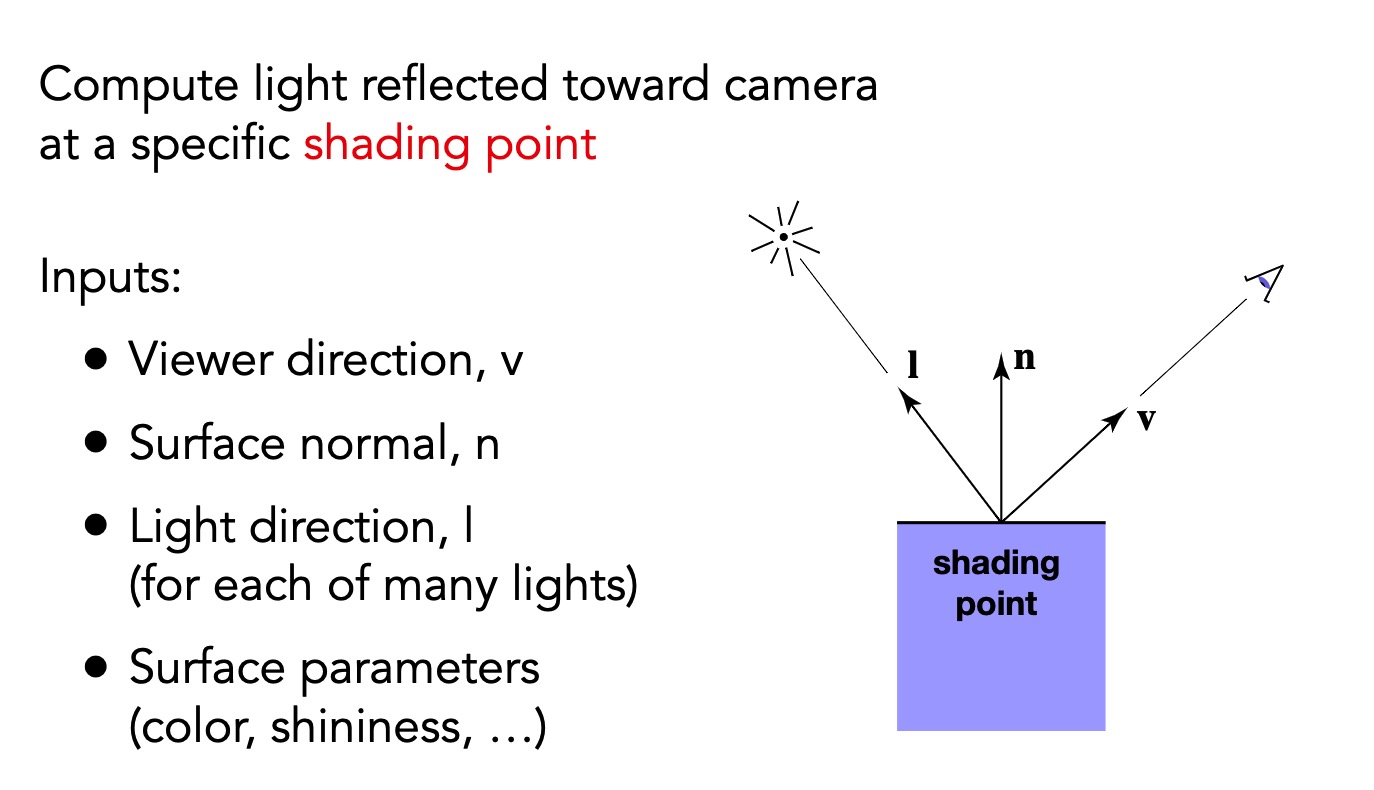 Compute light reflected toward camera
at a specific shading point
Inputs:
● Viewer direction, v
● Surface normal, n
● Light direction, l
(for each of many lights)
● Surface parameters
(color, shininess, …)
l
n
v
shading
point